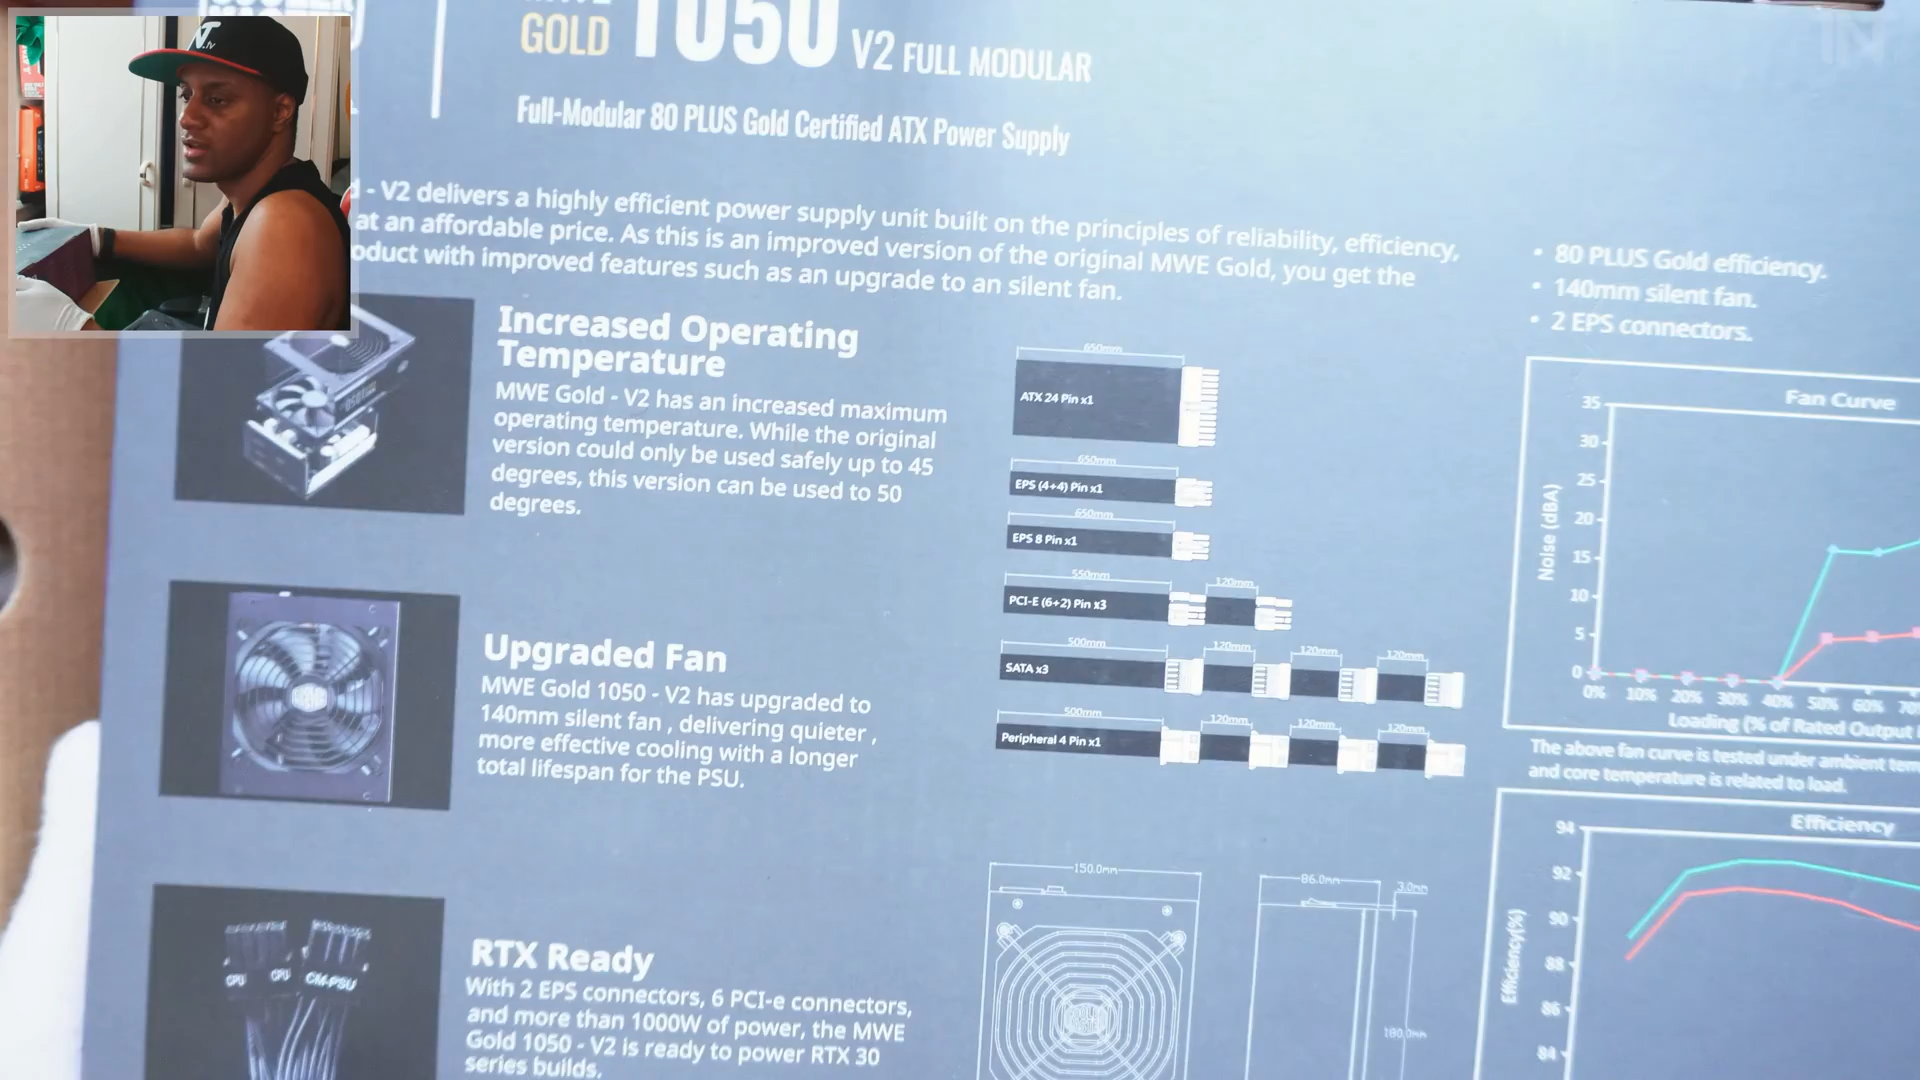 GOLD 1050 V2 FULL MODULAR
Full-Modular 80 PLUS Gold Certified ATX Power Supply
- V2 delivers a highly efficient power supply unit built on the principles of reliability, efficiency,
at an affordable price. As this is an improved version of the original MWE Gold, you get the
oduct with improved features such as an upgrade to an silent fan.
• 80 PLUS Gold efficiency.
• 140mm silent fan.
• 2 EPS connectors.
Increased Operating
Temperature
MWE Gold - V2 has an increased maximum
operating temperature. While the original
version could only be used safely up to 45
degrees, this version can be used to 50
degrees.
Upgraded Fan
MWE Gold 1050 - V2 has upgraded to
140mm silent fan , delivering quieter ,
more effective cooling with a longer
total lifespan for the PSU.
CPU CPU CM-PSU
RTX Ready
With 2 EPS connectors, 6 PCI-e connectors,
and more than 1000W of power, the MWE
Gold 1050 - V2 is ready to power RTX 30
series builds.
650mm
ATX 24 Pin x1
650mm
EPS (4+4) Pin x1
650mm
EPS 8 Pin x1
550mm 120mm
PCI-E (6+2) Pin x3
500mm 120mm 120mm 120mm
SATA x3
500mm 120mm 120mm 120mm
Peripheral 4 Pin x1
150.0mm
86.0mm 3.0mm
180.0mm
Fan Curve
35
30
25
20
15
10
5
0
Noise (dBA)
0% 10% 20% 30% 40% 50% 60% 70%
Loading (% of Rated Output
The above fan curve is tested under ambient tem
and core temperature is related to load.
Efficiency
94
92
90
88
86
84
Efficiency(%)